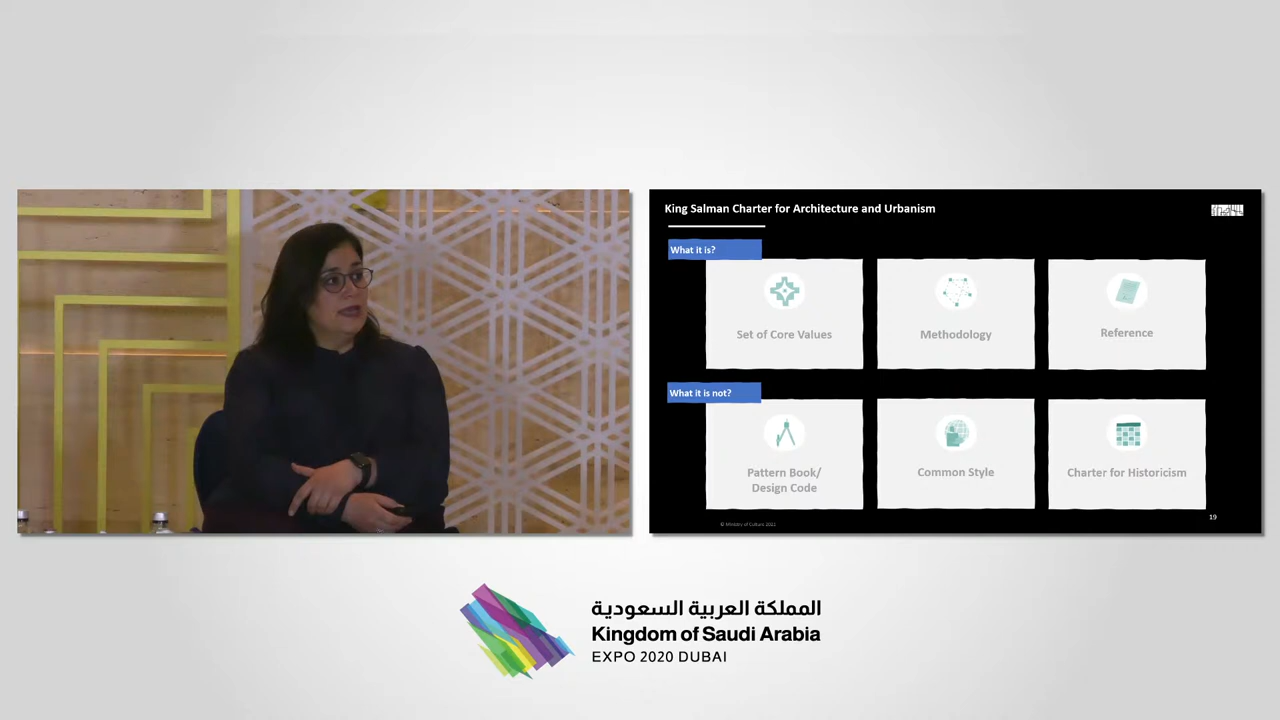 King Salman Charter for Architecture and Urbanism
What it is?
Set of Core Values
Methodology
Reference
What it is not?
Pattern Book/
Design Code
Common Style
Charter for Historicism
19
المملكة العربية السعودية
Kingdom of Saudi Arabia
EXPO 2020 DUBAI